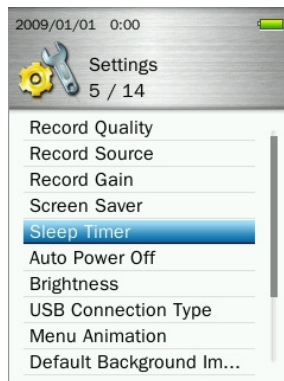 2009/01/01 0:00
Settings
5 / 14
Record Quality
Record Source
Record Gain
Screen Saver
Sleep Timer
Auto Power Off
Brightness
USB Connection Type
Menu Animation
Default Background Im...